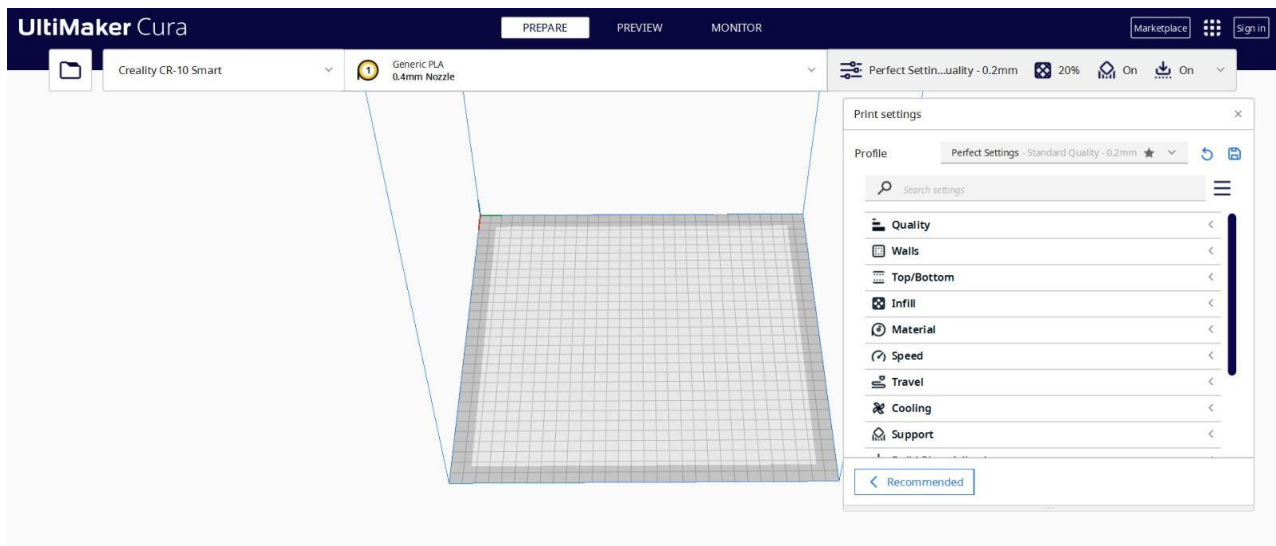 UltiMaker Cura
PREPARE
PREVIEW
MONITOR
Marketplace
Sign in
Creality CR-10 Smart
1
Generic PLA
0.4mm Nozzle
Perfect Settin...uality - 0.2mm
20%
On
On
Print settings
Profile
Perfect Settings - Standard Quality - 0.2mm
Search settings
Quality
Walls
Top/Bottom
Infill
Material
Speed
Travel
Cooling
Support
Recommended